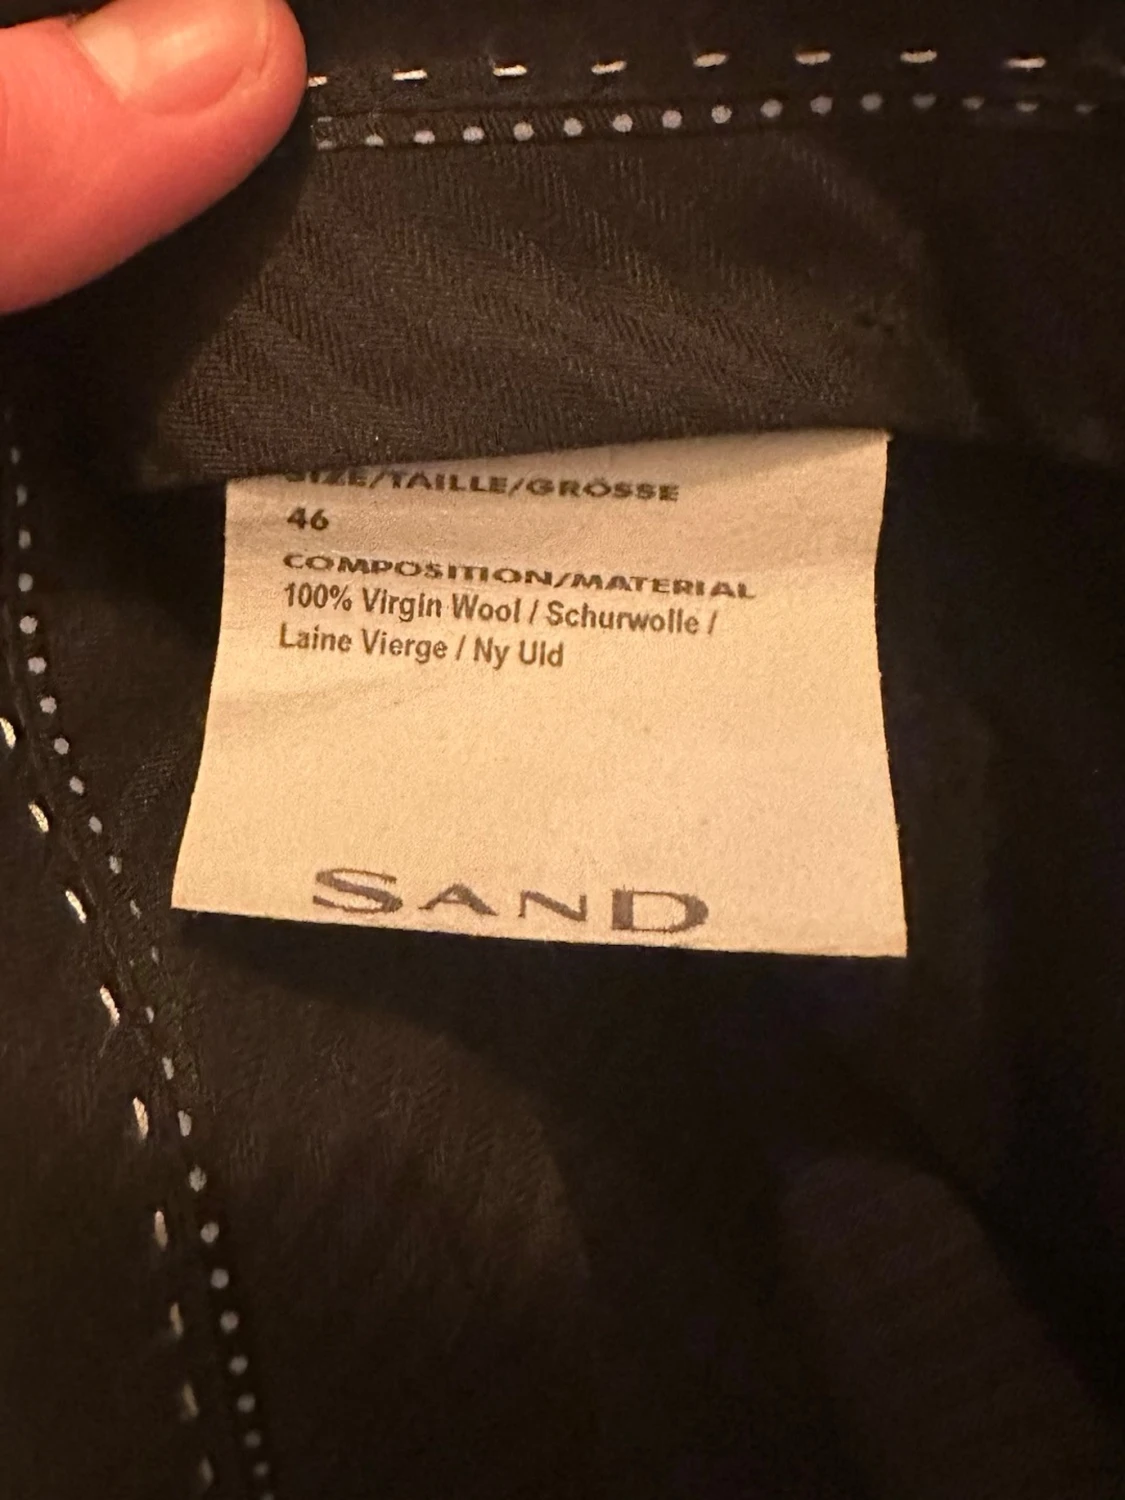 SIZE/TAILLE/GRÖSSE
46
COMPOSITION/MATERIAL
100% Virgin Wool / Schurwolle /
Laine Vierge / Ny Uld
SAND